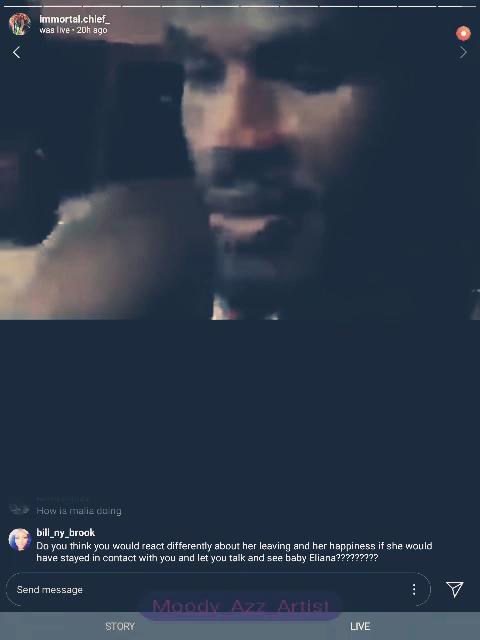 immortal.chief_
was live • 20h ago
How is malia doing
bill_ny_brook
Do you think you would react differently about her leaving and her happiness if she would
have stayed in contact with you and let you talk and see baby Eliana?????????
Send message
Moody_Azz_Artist
STORY
LIVE